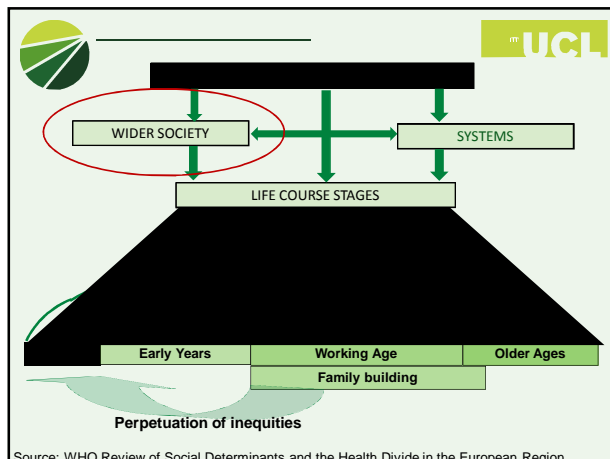 UCL
WIDER SOCIETY
SYSTEMS
LIFE COURSE STAGES
Early Years Working Age Older Ages
Family building
Perpetuation of inequities
Source: WHO Review of Social Determinants and the Health Divide in the European Region